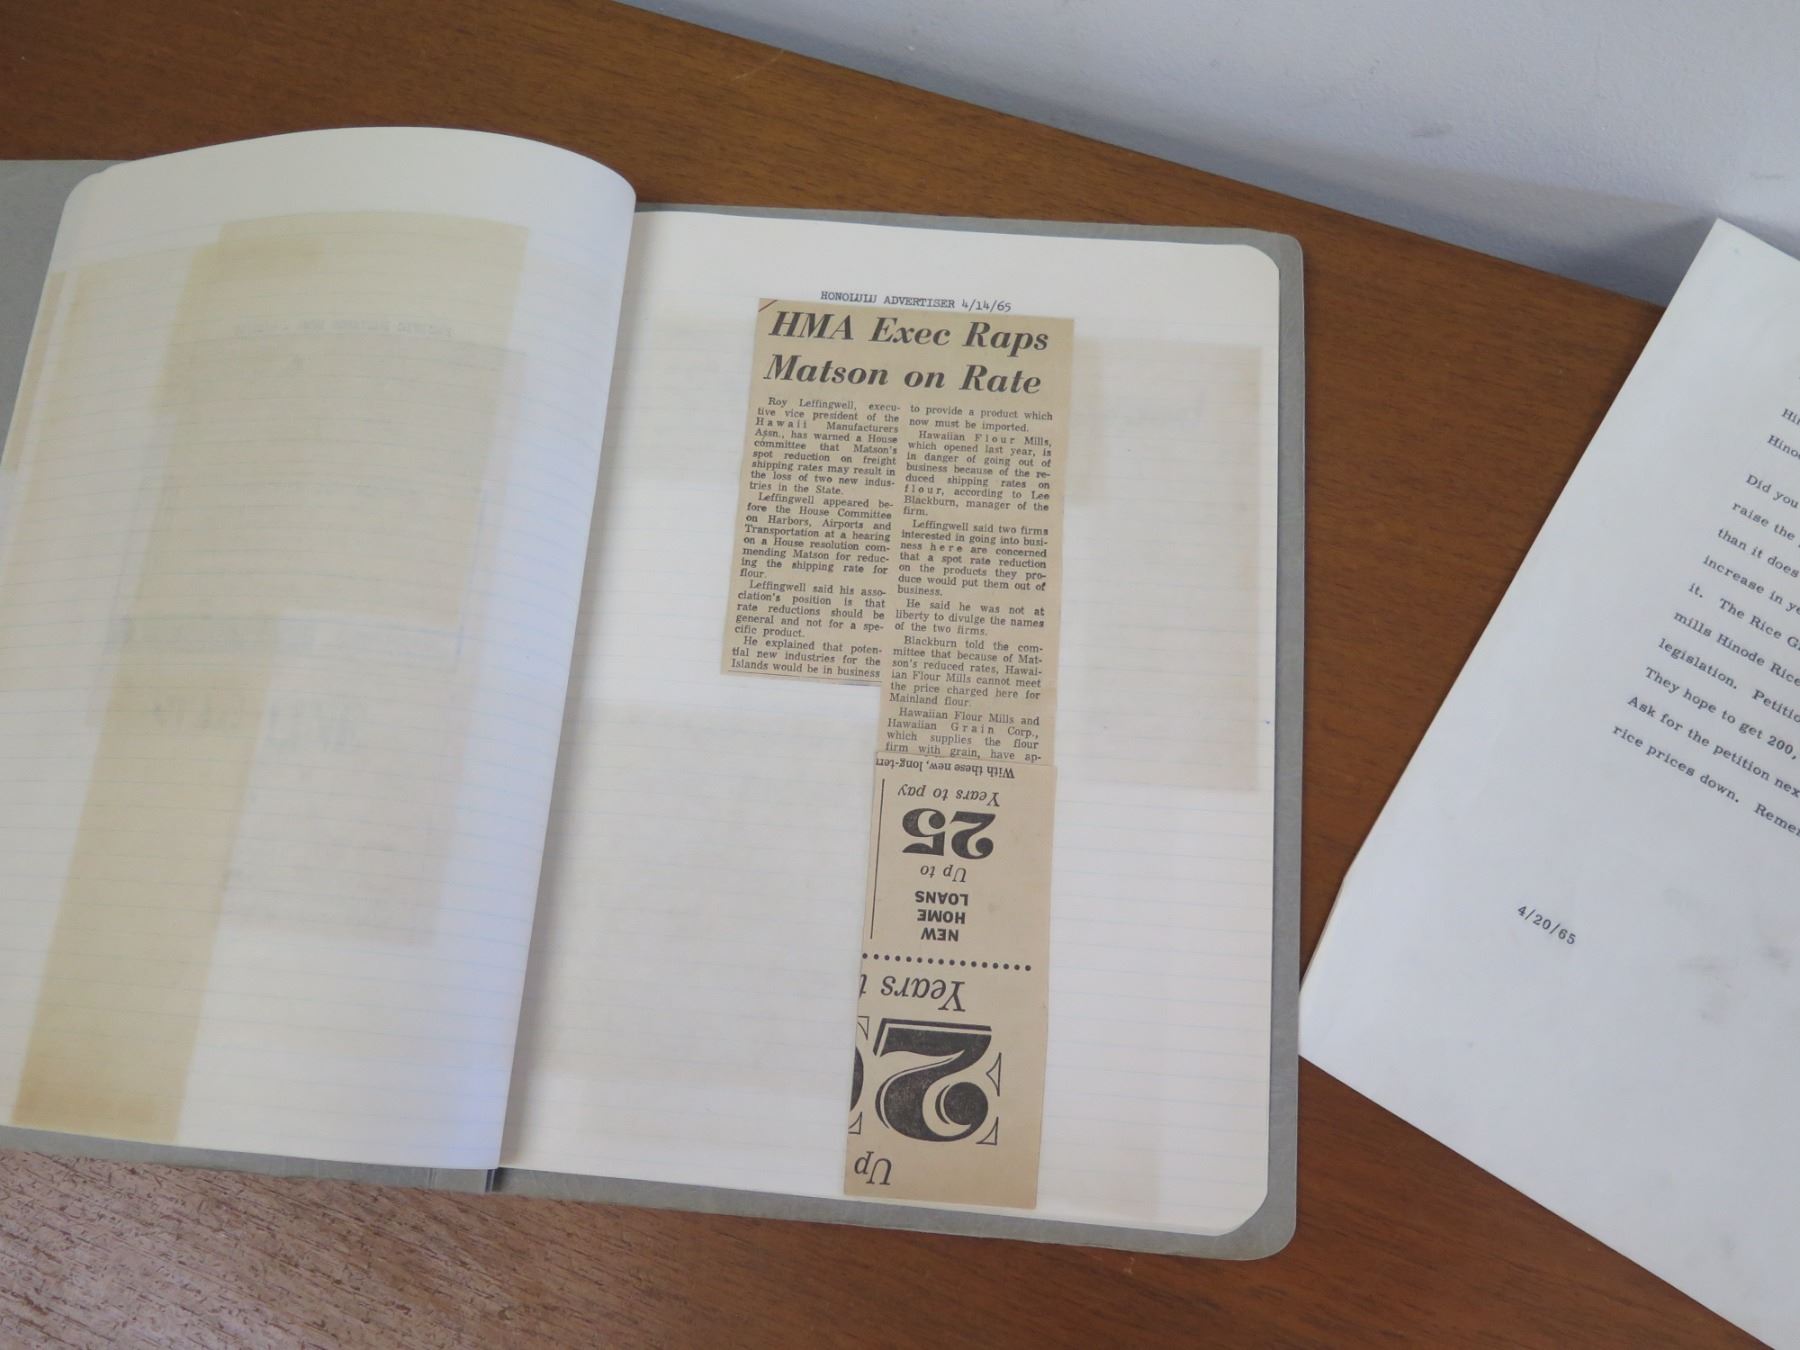 HONOLULU ADVERTISER 4/14/65
HMA Exec Raps
Matson on Rate
Roy Leffingwell, execu-
tive vice president of the
Hawaii Manufacturers
Assn., has warned a House
committee that Matson's
spot reduction on freight
shipping rates may result in
the loss of two new indus-
tries in the State.
Leffingwell appeared be-
fore the House Committee
on Harbors, Airports and
Transportation at a hearing
on a House resolution com-
mending Matson for reduc-
ing the shipping rate for
flour.
Leffingwell said his asso-
ciation's position is that
rate reductions should be
general and not for a spe-
cific product.
He explained that poten-
tial new industries for the
Islands would be in business
to provide a product which
now must be imported.
Hawaiian Flour Mills,
which opened last year, is
in danger of going out of
business because of the re-
duced shipping rates on
flour, according to Lee
Blackburn, manager of the
firm.
Leffingwell said two firms
interested in going into busi-
ness here are concerned
that a spot rate reduction
on the products they pro-
duce would put them out of
business.
He said he was not at
liberty to divulge the names
of the two firms.
Blackburn told the com-
mittee that because of Mat-
son's reduced rates, Hawai-
ian Flour Mills cannot meet
the price charged here for
Mainland flour.
Hawaiian Flour Mills and
Hawaiian Grain Corp.,
which supplies the flour
firm with grain, have ap-
Up
2
Years t
NEW
HOME
LOANS
Up to
25
Years to pay
With these new, long-ter
Hinod
Did you
raise the
than it does
increase in ye
it. The Rice G
mills Hinode Rice
legislation. Petitio
They hope to get 200,
Ask for the petition nex
rice prices down. Remem
4/20/65